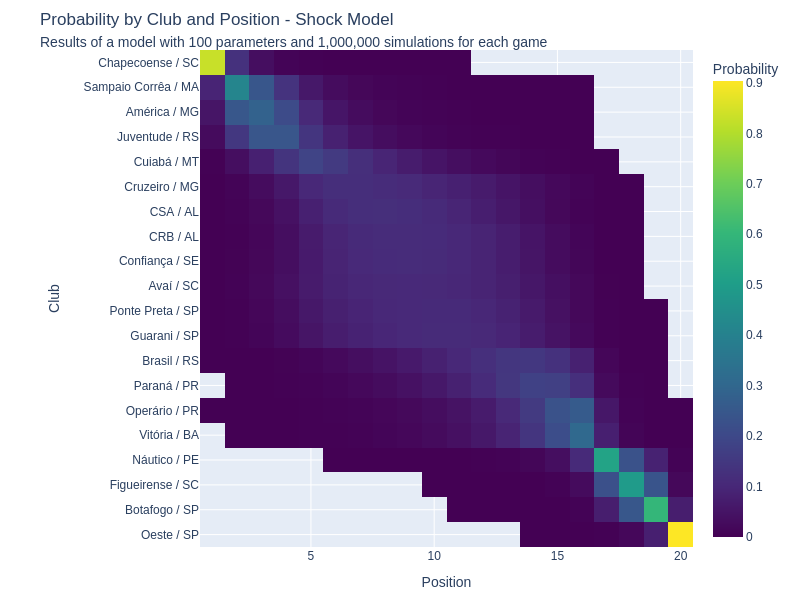 Probability by Club and Position - Shock Model
Results of a model with 100 parameters and 1,000,000 simulations for each game
Probability
Club
Chapecoense / SC
Sampaio Corrêa / MA
América / MG
Juventude / RS
Cuiabá / MT
Cruzeiro / MG
CSA / AL
CRB / AL
Confiança / SE
Avaí / SC
Ponte Preta / SP
Guarani / SP
Brasil / RS
Paraná / PR
Operário / PR
Vitória / BA
Náutico / PE
Figueirense / SC
Botafogo / SP
Oeste / SP
0.9
0.8
0.7
0.6
0.5
0.4
0.3
0.2
0.1
0
5 10 15 20
Position